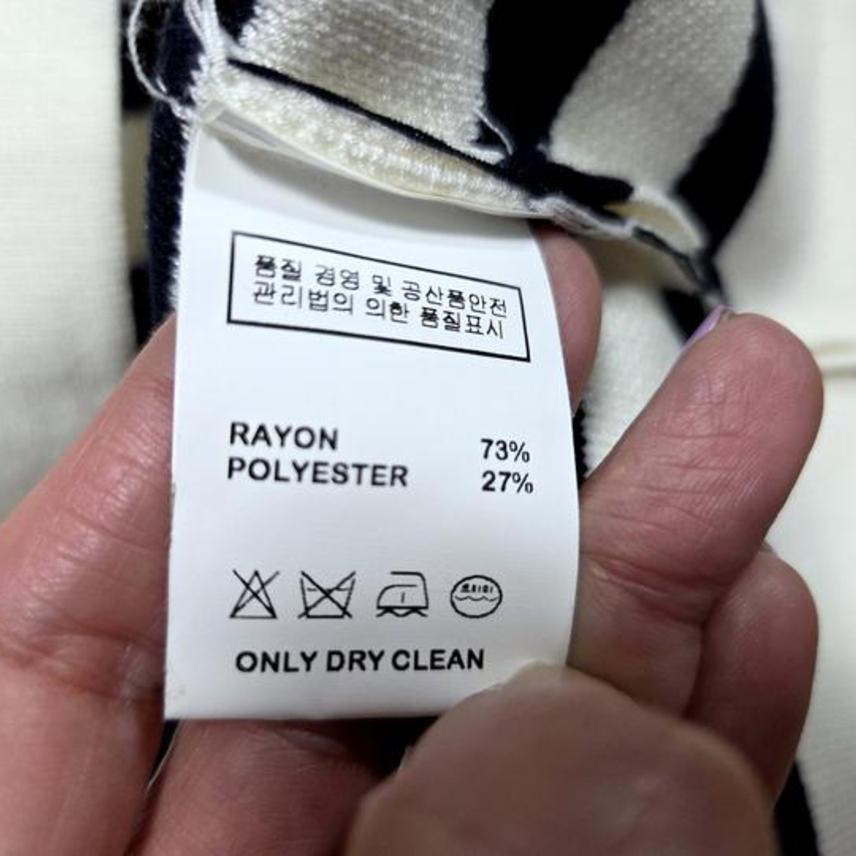 품질 경영 및 공산품안전
관리법의 의한 품질표시
RAYON 73%
POLYESTER 27%
ONLY DRY CLEAN